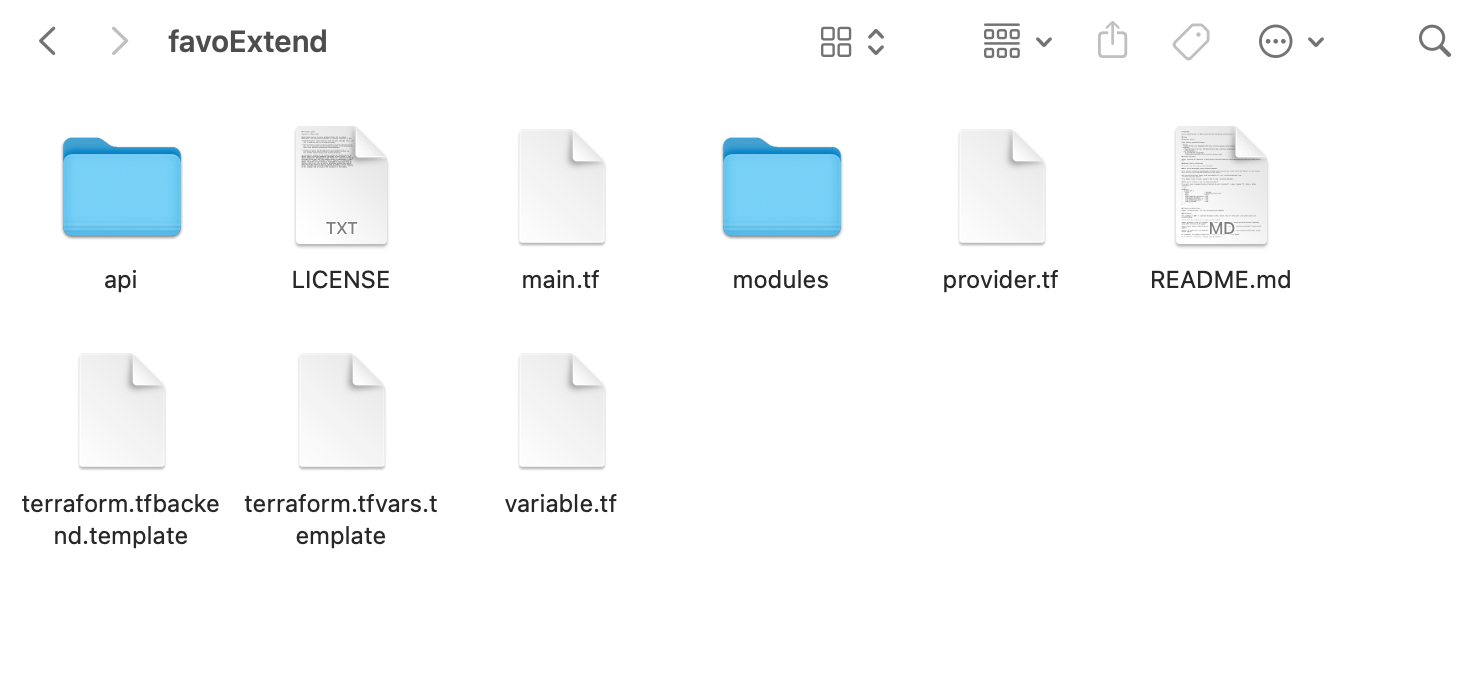 favoExtend
TXT
MD
api
LICENSE
main.tf
modules
provider.tf
README.md
terraform.tfbacke
nd.template
terraform.tfvars.t
emplate
variable.tf